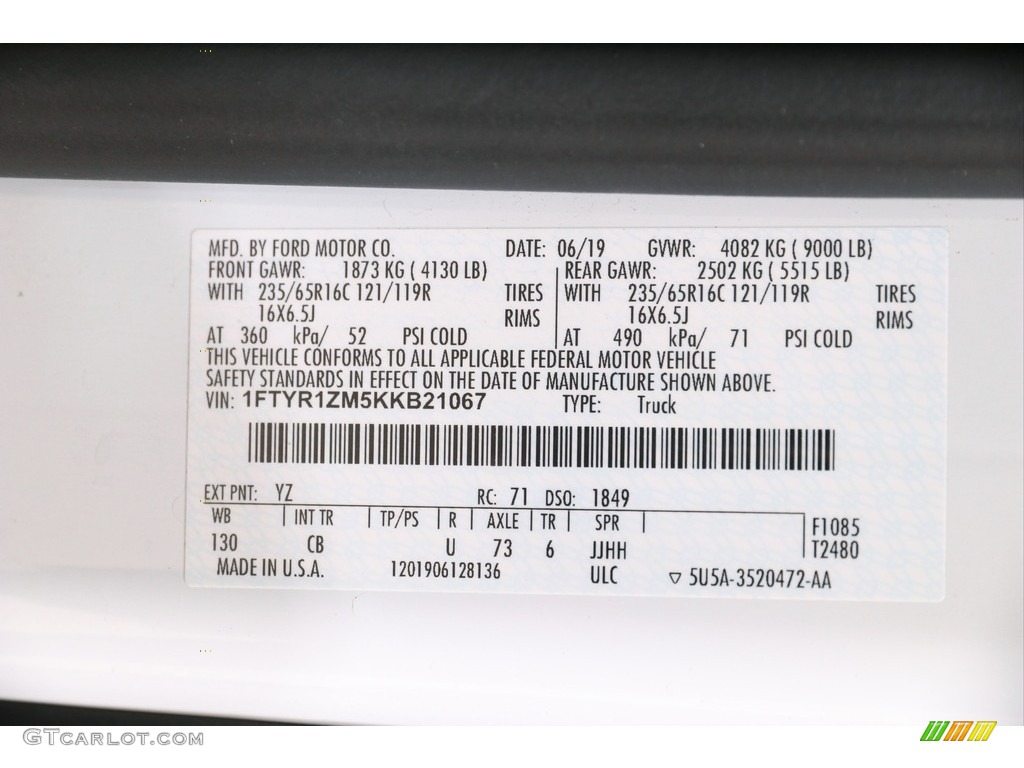 MFD. BY FORD MOTOR CO. DATE: 06/19 GVWR: 4082 KG ( 9000 LB)
FRONT GAWR: 1873 KG ( 4130 LB) REAR GAWR: 2502 KG ( 5515 LB)
WITH 235/65R16C 121/119R TIRES WITH 235/65R16C 121/119R TIRES
16X6.5J RIMS 16X6.5J RIMS
AT 360 kPa/ 52 PSI COLD AT 490 kPa/ 71 PSI COLD
THIS VEHICLE CONFORMS TO ALL APPLICABLE FEDERAL MOTOR VEHICLE
SAFETY STANDARDS IN EFFECT ON THE DATE OF MANUFACTURE SHOWN ABOVE.
VIN: 1FTYR1ZM5KKB21067 TYPE: Truck
EXT PNT: YZ RC: 71 DSO: 1849
WB INT TR TP/PS R AXLE TR SPR F1085
130 CB U 73 6 JJHH T2480
MADE IN U.S.A. 1201906128136 ULC 5U5A-3520472-AA
GTcarlot.com